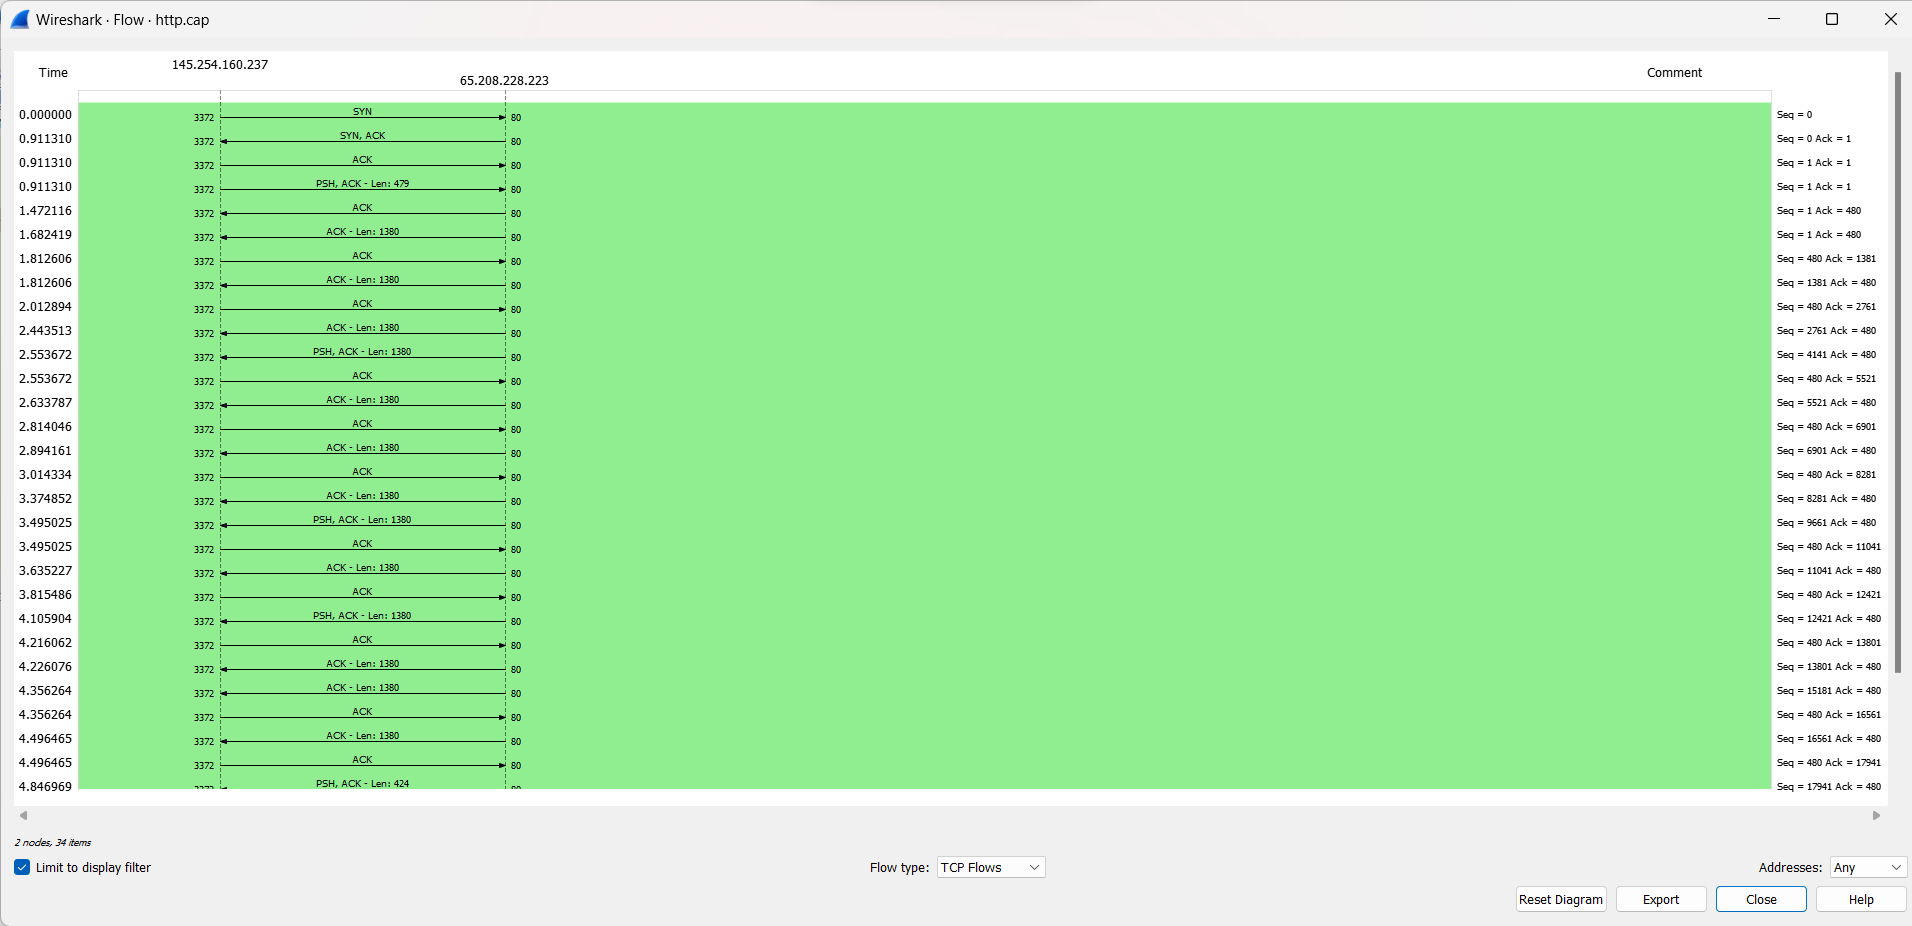 Wireshark · Flow · http.cap
Time 145.254.160.237 65.208.228.223 Comment
0.000000 3372 SYN 80 Seq = 0
0.911310 3372 SYN, ACK 80 Seq = 0 Ack = 1
0.911310 3372 ACK 80 Seq = 1 Ack = 1
0.911310 3372 PSH, ACK - Len: 479 80 Seq = 1 Ack = 1
1.472116 3372 ACK 80 Seq = 1 Ack = 480
1.682419 3372 ACK - Len: 1380 80 Seq = 1 Ack = 480
1.812606 3372 ACK 80 Seq = 480 Ack = 1381
1.812606 3372 ACK - Len: 1380 80 Seq = 1381 Ack = 480
2.012894 3372 ACK 80 Seq = 480 Ack = 2761
2.443513 3372 ACK - Len: 1380 80 Seq = 2761 Ack = 480
2.553672 3372 PSH, ACK - Len: 1380 80 Seq = 4141 Ack = 480
2.553672 3372 ACK 80 Seq = 480 Ack = 5521
2.633787 3372 ACK - Len: 1380 80 Seq = 5521 Ack = 480
2.814046 3372 ACK 80 Seq = 480 Ack = 6901
2.894161 3372 ACK - Len: 1380 80 Seq = 6901 Ack = 480
3.014334 3372 ACK 80 Seq = 480 Ack = 8281
3.374852 3372 ACK - Len: 1380 80 Seq = 8281 Ack = 480
3.495025 3372 PSH, ACK - Len: 1380 80 Seq = 9661 Ack = 480
3.495025 3372 ACK 80 Seq = 480 Ack = 11041
3.635227 3372 ACK - Len: 1380 80 Seq = 11041 Ack = 480
3.815486 3372 ACK 80 Seq = 480 Ack = 12421
4.105904 3372 PSH, ACK - Len: 1380 80 Seq = 12421 Ack = 480
4.216062 3372 ACK 80 Seq = 480 Ack = 13801
4.226076 3372 ACK - Len: 1380 80 Seq = 13801 Ack = 480
4.356264 3372 ACK - Len: 1380 80 Seq = 15181 Ack = 480
4.356264 3372 ACK 80 Seq = 480 Ack = 16561
4.496465 3372 ACK - Len: 1380 80 Seq = 16561 Ack = 480
4.496465 3372 ACK 80 Seq = 480 Ack = 17941
4.846969 3372 PSH, ACK - Len: 424 80 Seq = 17941 Ack = 480
2 nodes, 34 items
Limit to display filter Flow type: TCP Flows Addresses: Any
Reset Diagram Export Close Help